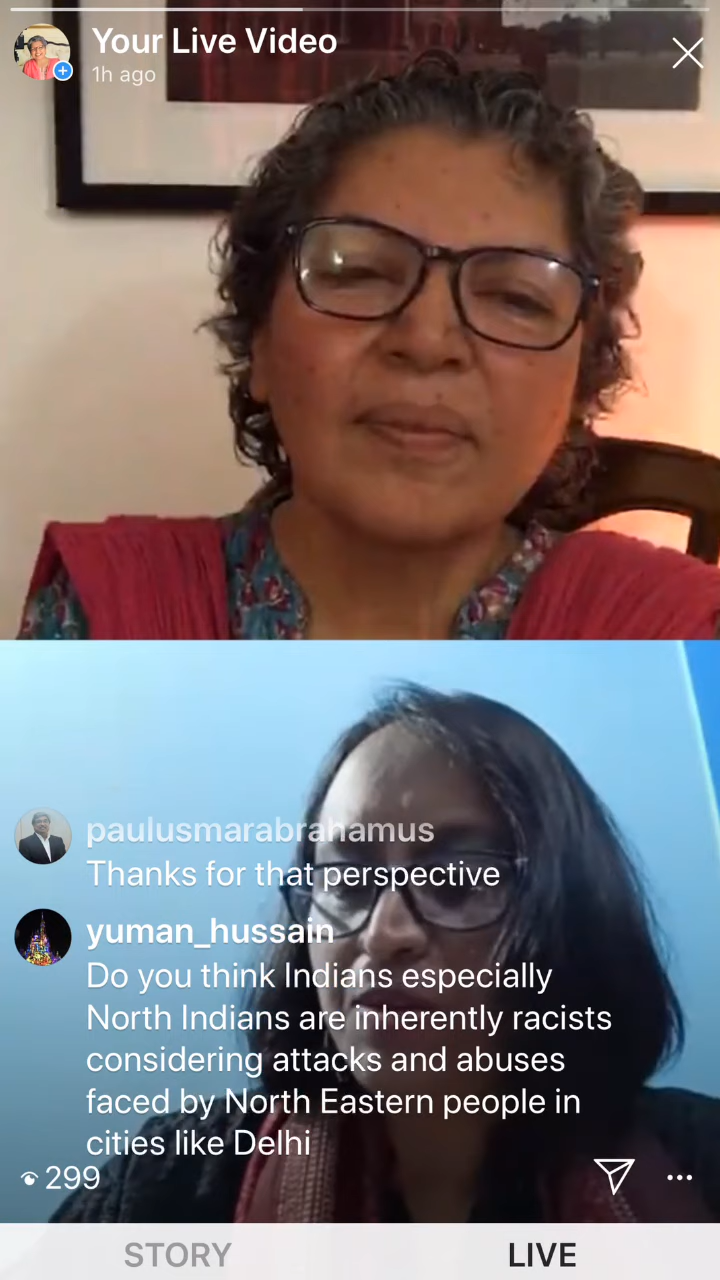 Your Live Video
1h ago
paulusmarabrahamus
Thanks for that perspective
yuman_hussain
Do you think Indians especially
North Indians are inherently racists
considering attacks and abuses
faced by North Eastern people in
cities like Delhi
299
STORY
LIVE